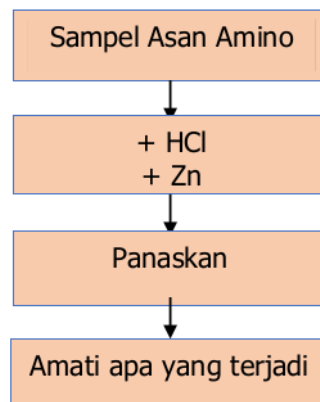 Sampel Asan Amino
+ HCl
+ Zn
Panaskan
Amati apa yang terjadi